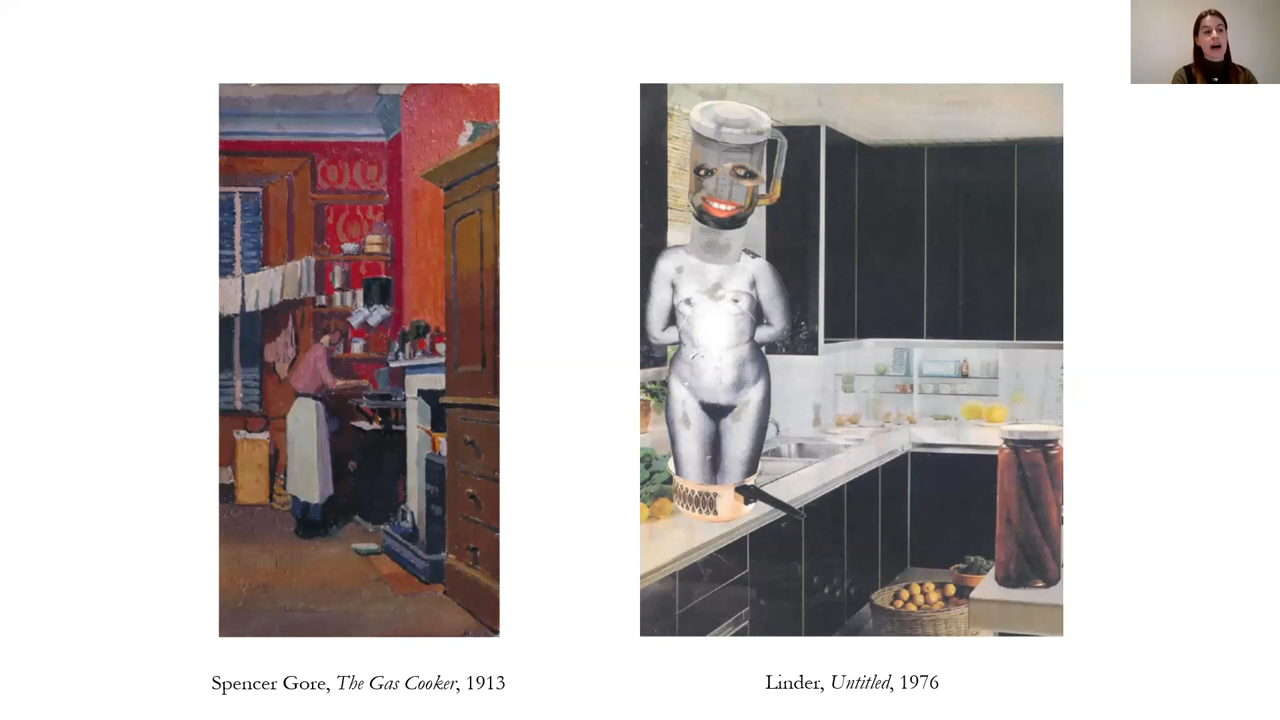 Spencer Gore, The Gas Cooker, 1913
Linder, Untitled, 1976